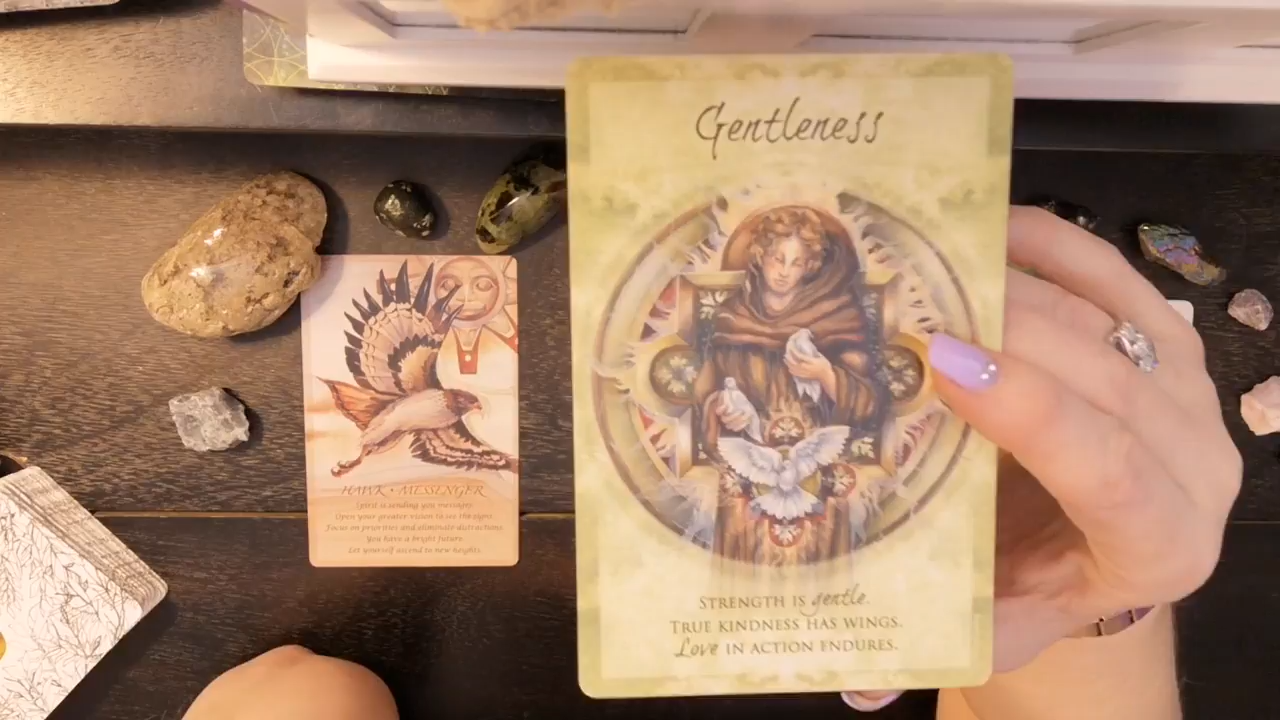 Gentleness
STRENGTH IS gentle.
TRUE KINDNESS HAS WINGS.
Love IN ACTION ENDURES.
HAWK • MESSENGER
Spirit is sending you messages.
Open your greater vision to see the signs.
Focus on priorities and eliminate distractions.
You have a bright future.
Let yourself ascend to new heights.